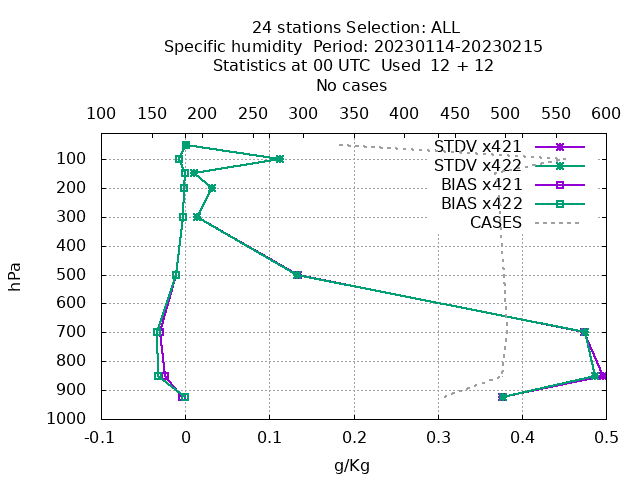 24 stations Selection: ALL
Specific humidity  Period: 20230114-20230215
Statistics at 00 UTC  Used  12 + 12
No cases
100 150 200 250 300 350 400 450 500 550 600
STDV x421
STDV x422
BIAS x421
BIAS x422
CASES
hPa
100
200
300
400
500
600
700
800
900
1000
-0.1 0 0.1 0.2 0.3 0.4 0.5
g/Kg